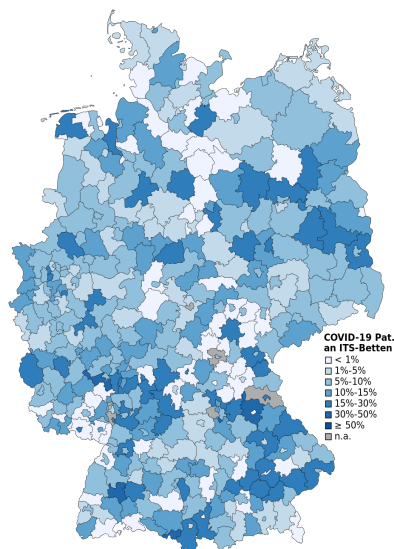 COVID-19 Pat.
an ITS-Betten
< 1%
1%-5%
5%-10%
10%-15%
15%-30%
30%-50%
≥ 50%
n.a.